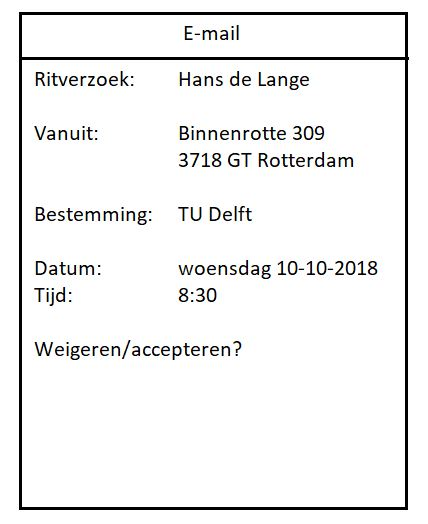 E-mail
Ritverzoek: Hans de Lange
Vanuit: Binnenrotte 309
3718 GT Rotterdam
Bestemming: TU Delft
Datum: woensdag 10-10-2018
Tijd: 8:30
Weigeren/accepteren?